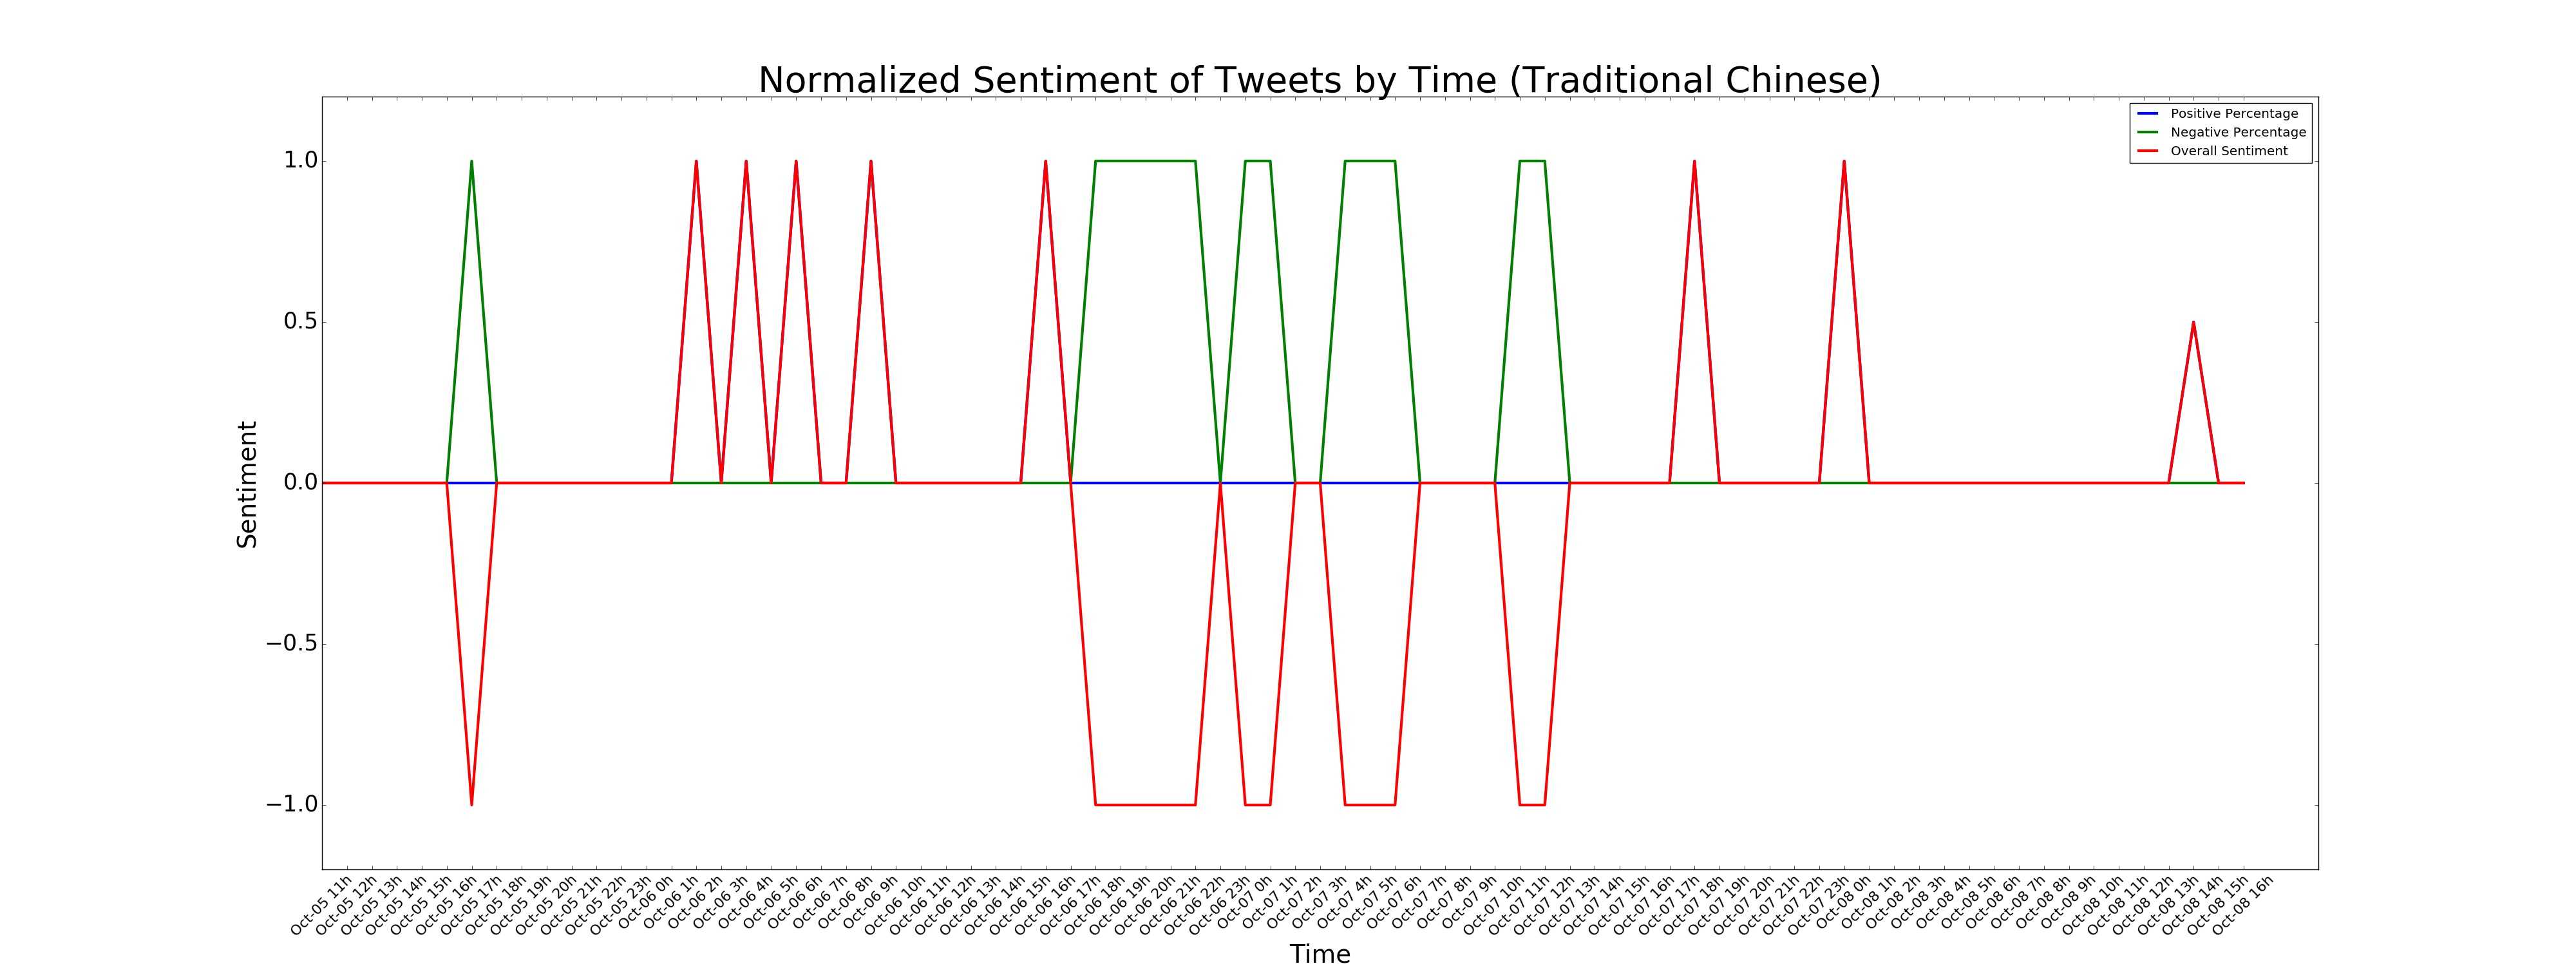 Normalized Sentiment of Tweets by Time (Traditional Chinese)
Positive Percentage
Negative Percentage
Overall Sentiment
1.0
0.5
0.0
−0.5
−1.0
Sentiment
Oct-05 11h
Oct-05 12h
Oct-05 13h
Oct-05 14h
Oct-05 15h
Oct-05 16h
Oct-05 17h
Oct-05 18h
Oct-05 19h
Oct-05 20h
Oct-05 21h
Oct-05 22h
Oct-05 23h
Oct-06 0h
Oct-06 1h
Oct-06 2h
Oct-06 3h
Oct-06 4h
Oct-06 5h
Oct-06 6h
Oct-06 7h
Oct-06 8h
Oct-06 9h
Oct-06 10h
Oct-06 11h
Oct-06 12h
Oct-06 13h
Oct-06 14h
Oct-06 15h
Oct-06 16h
Oct-06 17h
Oct-06 18h
Oct-06 19h
Oct-06 20h
Oct-06 21h
Oct-06 22h
Oct-06 23h
Oct-07 0h
Oct-07 1h
Oct-07 2h
Oct-07 3h
Oct-07 4h
Oct-07 5h
Oct-07 6h
Oct-07 7h
Oct-07 8h
Oct-07 9h
Oct-07 10h
Oct-07 11h
Oct-07 12h
Oct-07 13h
Oct-07 14h
Oct-07 15h
Oct-07 16h
Oct-07 17h
Oct-07 18h
Oct-07 19h
Oct-07 20h
Oct-07 21h
Oct-07 22h
Oct-07 23h
Oct-08 0h
Oct-08 1h
Oct-08 2h
Oct-08 3h
Oct-08 4h
Oct-08 5h
Oct-08 6h
Oct-08 7h
Oct-08 8h
Oct-08 9h
Oct-08 10h
Oct-08 11h
Oct-08 12h
Oct-08 13h
Oct-08 14h
Oct-08 15h
Oct-08 16h
Time